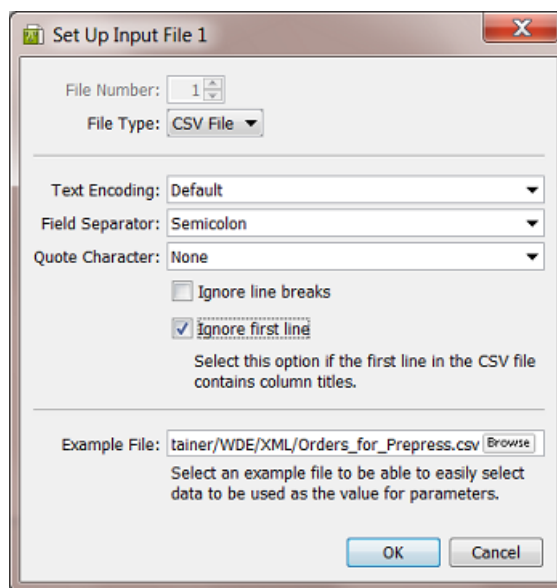 Set Up Input File 1
File Number: 1
File Type: CSV File
Text Encoding: Default
Field Separator: Semicolon
Quote Character: None
Ignore line breaks
Ignore first line
Select this option if the first line in the CSV file
contains column titles.
Example File: tainer/WDE/XML/Orders_for_Prepress.csv Browse
Select an example file to be able to easily select
data to be used as the value for parameters.
OK Cancel